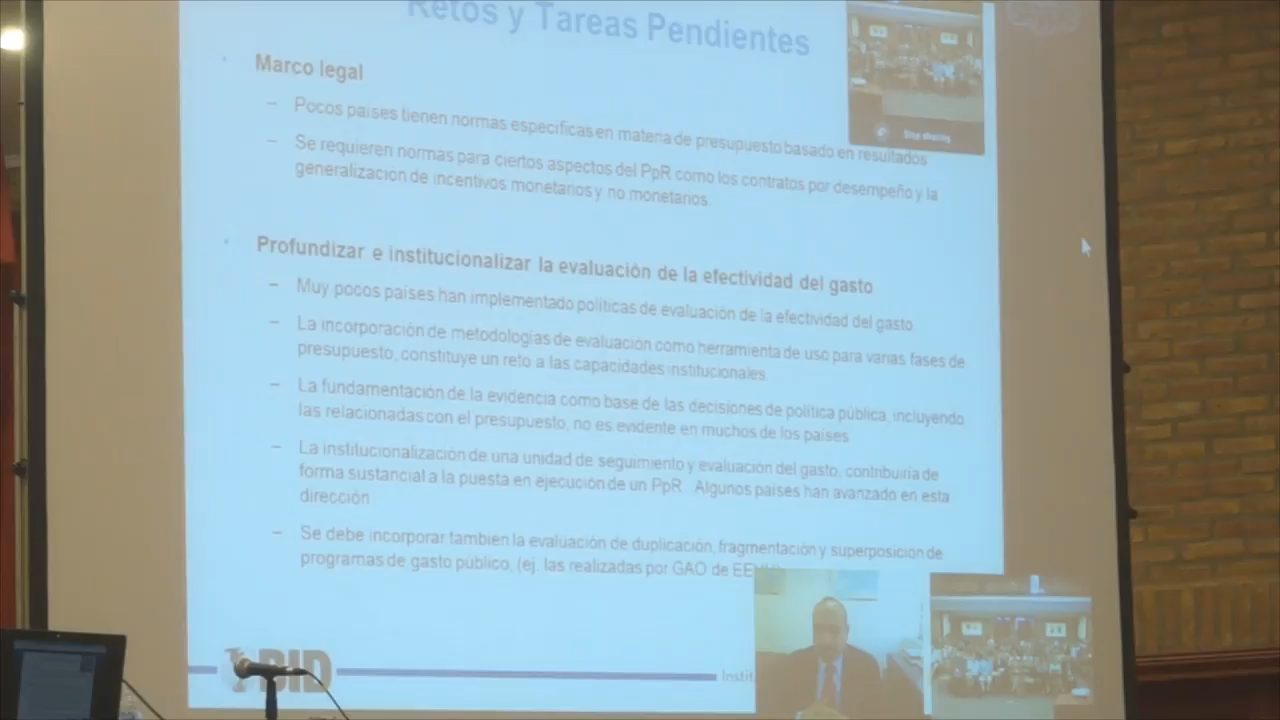 Retos y Tareas Pendientes
Marco legal
– Pocos países tienen normas específicas en materia de presupuesto basado en resultados
– Se requieren normas para ciertos aspectos del PpR como los contratos por desempeño y la
generalización de incentivos monetarios y no monetarios.
Profundizar e institucionalizar la evaluación de la efectividad del gasto
– Muy pocos países han implementado políticas de evaluación de la efectividad del gasto
– La incorporación de metodologías de evaluación como herramienta de uso para varias fases de
presupuesto, constituye un reto a las capacidades institucionales.
– La fundamentación de la evidencia como base de las decisiones de política pública, incluyendo
las relacionadas con el presupuesto, no es evidente en muchos de los países
– La institucionalización de una unidad de seguimiento y evaluación del gasto, contribuiría de
forma sustancial a la puesta en ejecución de un PpR. Algunos países han avanzado en esta
dirección
– Se debe incorporar tambien la evaluación de duplicación, fragmentación y superposición de
programas de gasto público, (ej. las realizadas por GAO de
BID
Stop sharing